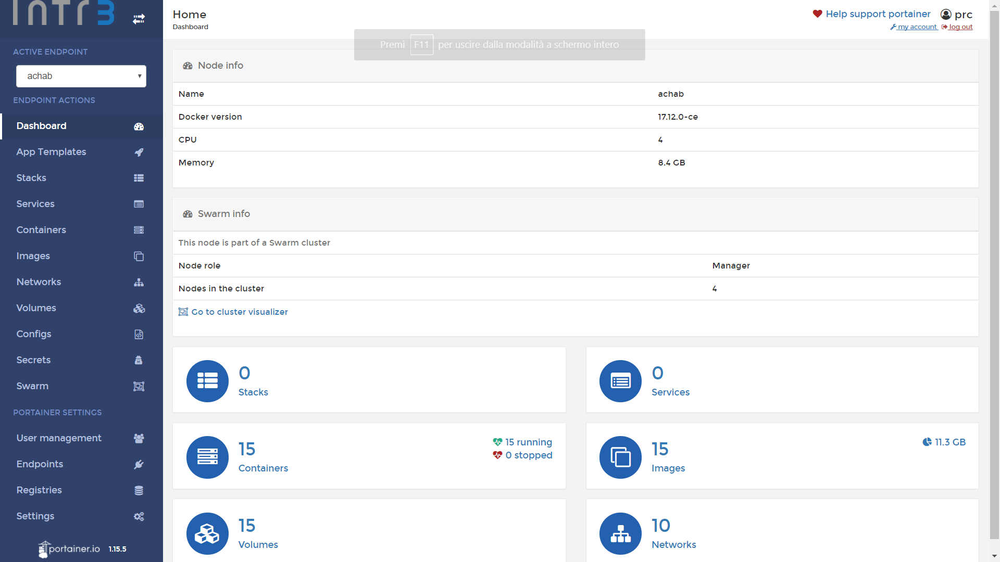 Intr3
ACTIVE ENDPOINT
achab
ENDPOINT ACTIONS
Dashboard
App Templates
Stacks
Services
Containers
Images
Networks
Volumes
Configs
Secrets
Swarm
PORTAINER SETTINGS
User management
Endpoints
Registries
Settings
portainer.io 1.15.5
Home
Dashboard
Help support portainer
prc
my account
log out
Premi F11 per uscire dalla modalità a schermo intero
Node info
Name achab
Docker version 17.12.0-ce
CPU 4
Memory 8.4 GB
Swarm info
This node is part of a Swarm cluster
Node role Manager
Nodes in the cluster 4
Go to cluster visualizer
0
Stacks
0
Services
15
Containers
15 running
0 stopped
15
Images
11.3 GB
15
Volumes
10
Networks